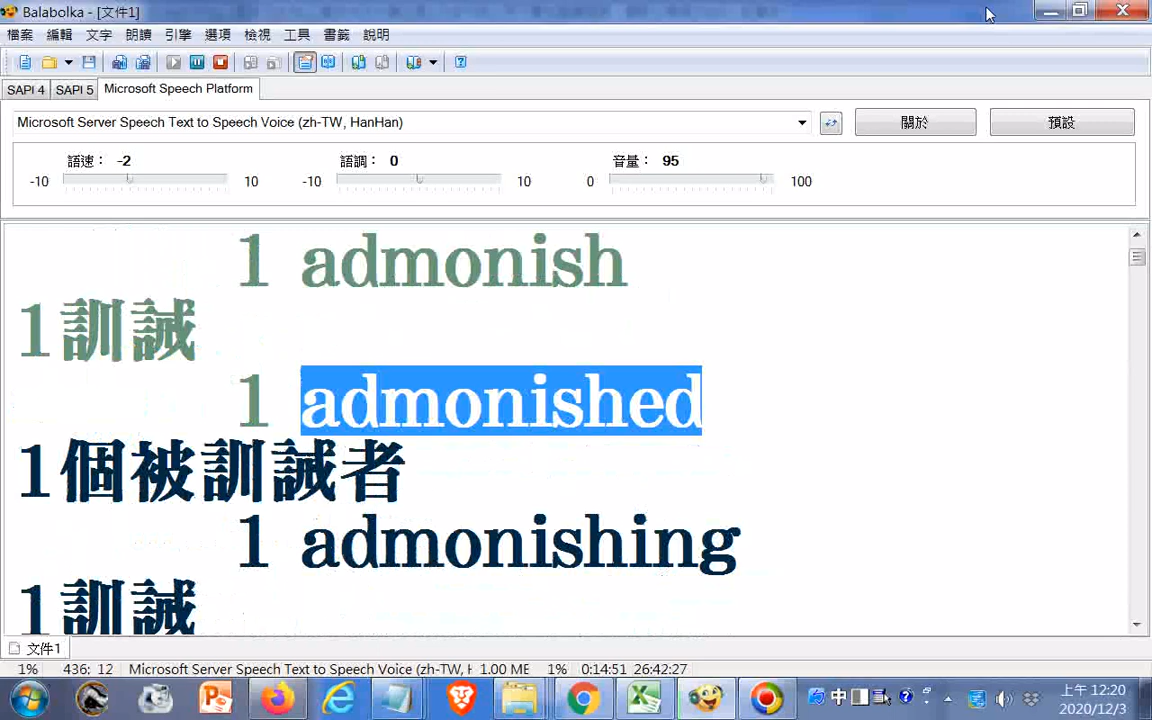 Balabolka - [文件1]
檔案 編輯 文字 朗讀 引擎 選項 檢視 工具 書籤 說明
SAPI 4 SAPI 5 Microsoft Speech Platform
Microsoft Server Speech Text to Speech Voice (zh-TW, HanHan) 關於 預設
語速： -2 語調： 0 音量： 95
-10 10 -10 10 0 100
1 admonish
1訓誡
1 admonished
1個被訓誡者
1 admonishing
1訓誡
文件1
1% 436: 12 Microsoft Server Speech Text to Speech Voice (zh-TW, H 1.00 ME 1% 0:14:51 26:42:27
中 上午 12:20
2020/12/3